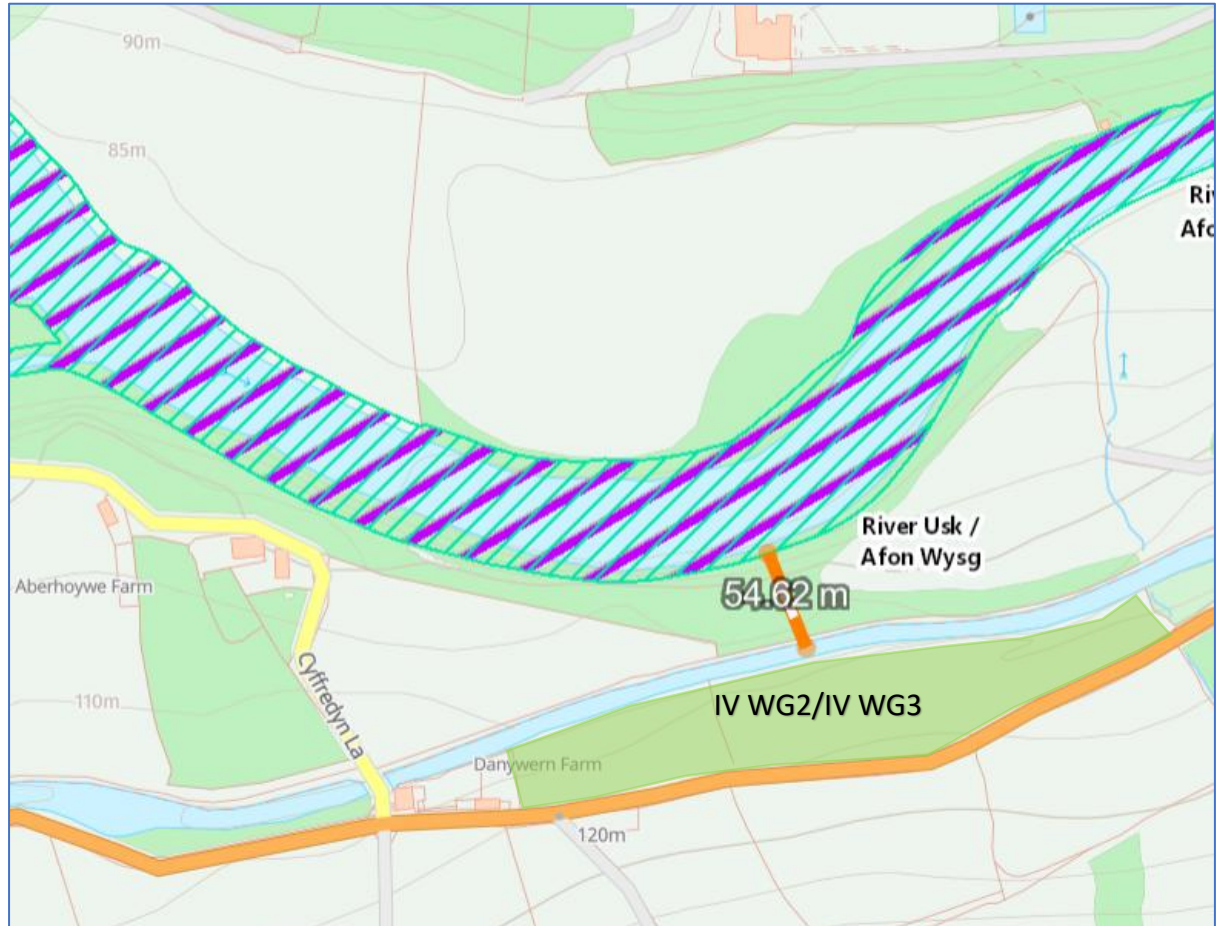 90m
85m
Riv
Afo
River Usk /
Afon Wysg
54.62 m
Aberhoywe Farm
Cyffredyn La
110m
IV WG2/IV WG3
Danywern Farm
120m